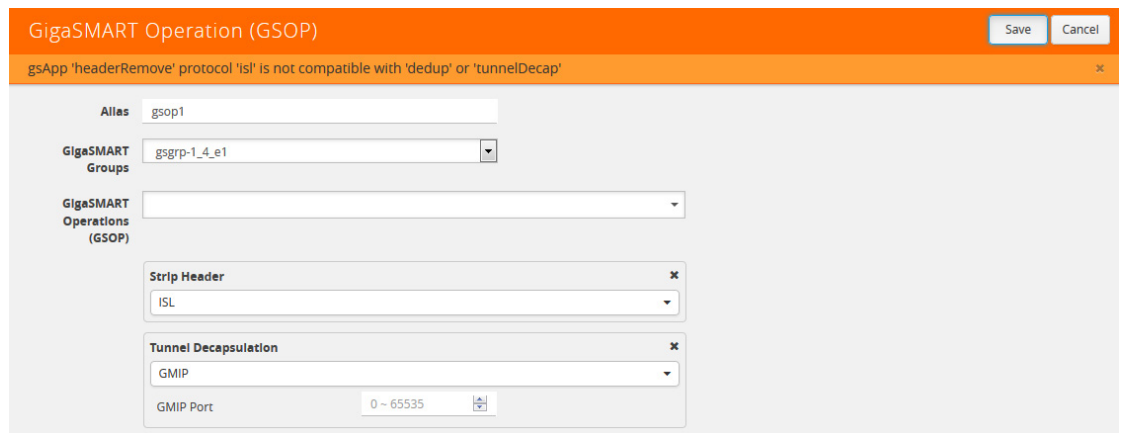 GigaSMART Operation (GSOP)
Save
Cancel
gsApp 'headerRemove' protocol 'isl' is not compatible with 'dedup' or 'tunnelDecap'
Alias
gsop1
GigaSMART
Groups
gsgrp-1_4_e1
GigaSMART
Operations
(GSOP)
Strip Header
ISL
Tunnel Decapsulation
GMIP
GMIP Port
0 ~ 65535